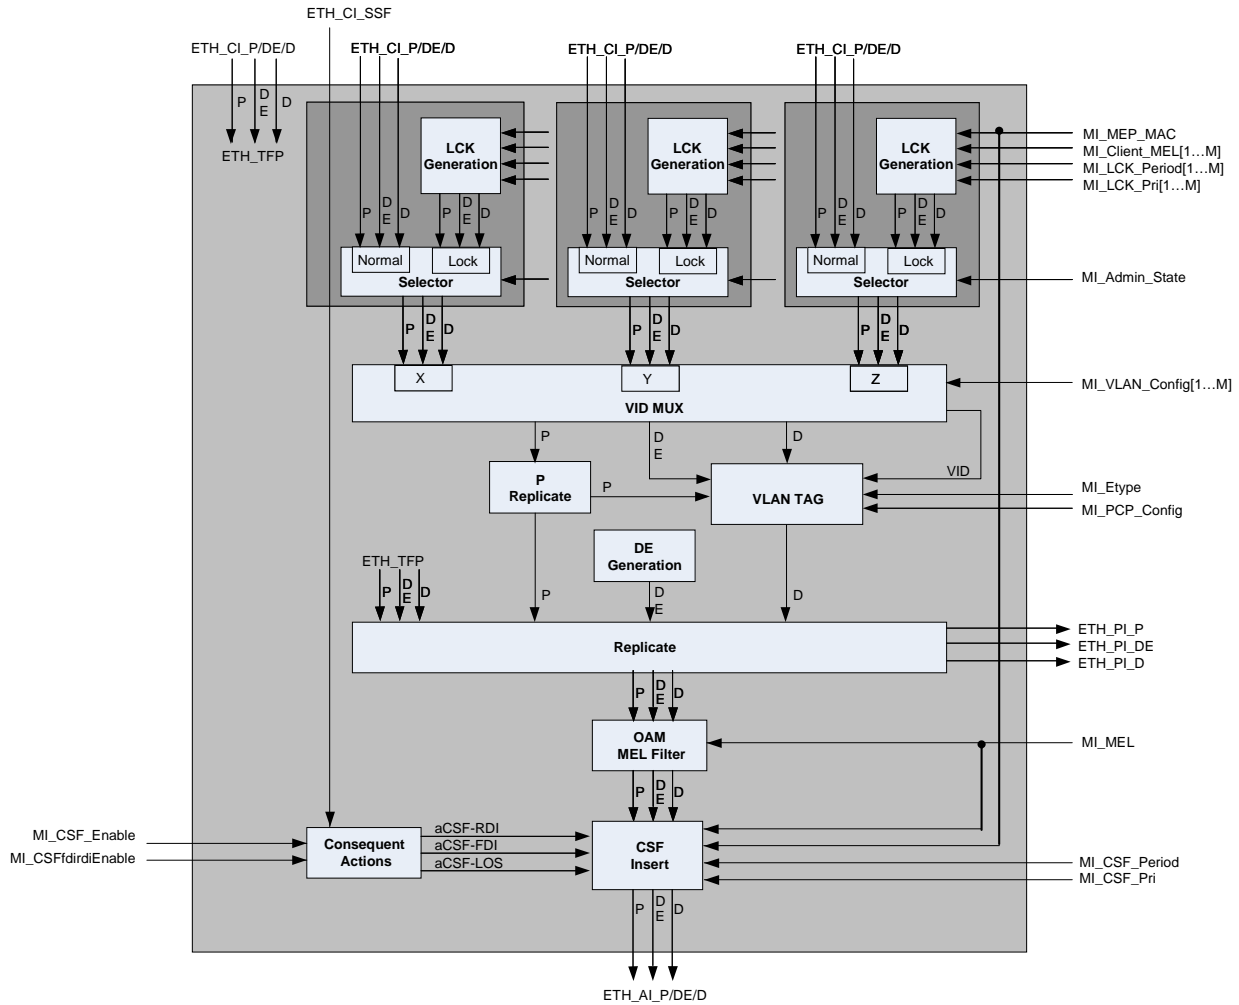 ETH_CI_SSF
ETH_CI_P/DE/D
ETH_CI_P/DE/D
ETH_CI_P/DE/D
ETH_CI_P/DE/D
P
D
E
D
ETH_TFP
LCK
Generation
LCK
Generation
LCK
Generation
MI_MEP_MAC
MI_Client_MEL[1…M]
MI_LCK_Period[1…M]
MI_LCK_Pri[1…M]
P
D
E
D
P
D
E
D
P
D
E
D
P
D
E
D
P
D
E
D
P
D
E
D
Normal
Lock
Selector
Normal
Lock
Selector
Normal
Lock
Selector
MI_Admin_State
P
D
E
D
P
D
E
D
P
D
E
D
X
Y
Z
VID MUX
MI_VLAN_Config[1…M]
P
D
E
D
VID
P
Replicate
P
VLAN TAG
MI_Etype
MI_PCP_Config
DE
Generation
ETH_TFP
P
D
E
D
P
D
E
D
Replicate
ETH_PI_P
ETH_PI_DE
ETH_PI_D
P
D
E
D
OAM
MEL Filter
MI_MEL
P
D
E
D
MI_CSF_Enable
MI_CSFfdirdiEnable
Consequent
Actions
aCSF-RDI
aCSF-FDI
aCSF-LOS
CSF
Insert
MI_CSF_Period
MI_CSF_Pri
P
D
E
D
ETH_AI_P/DE/D